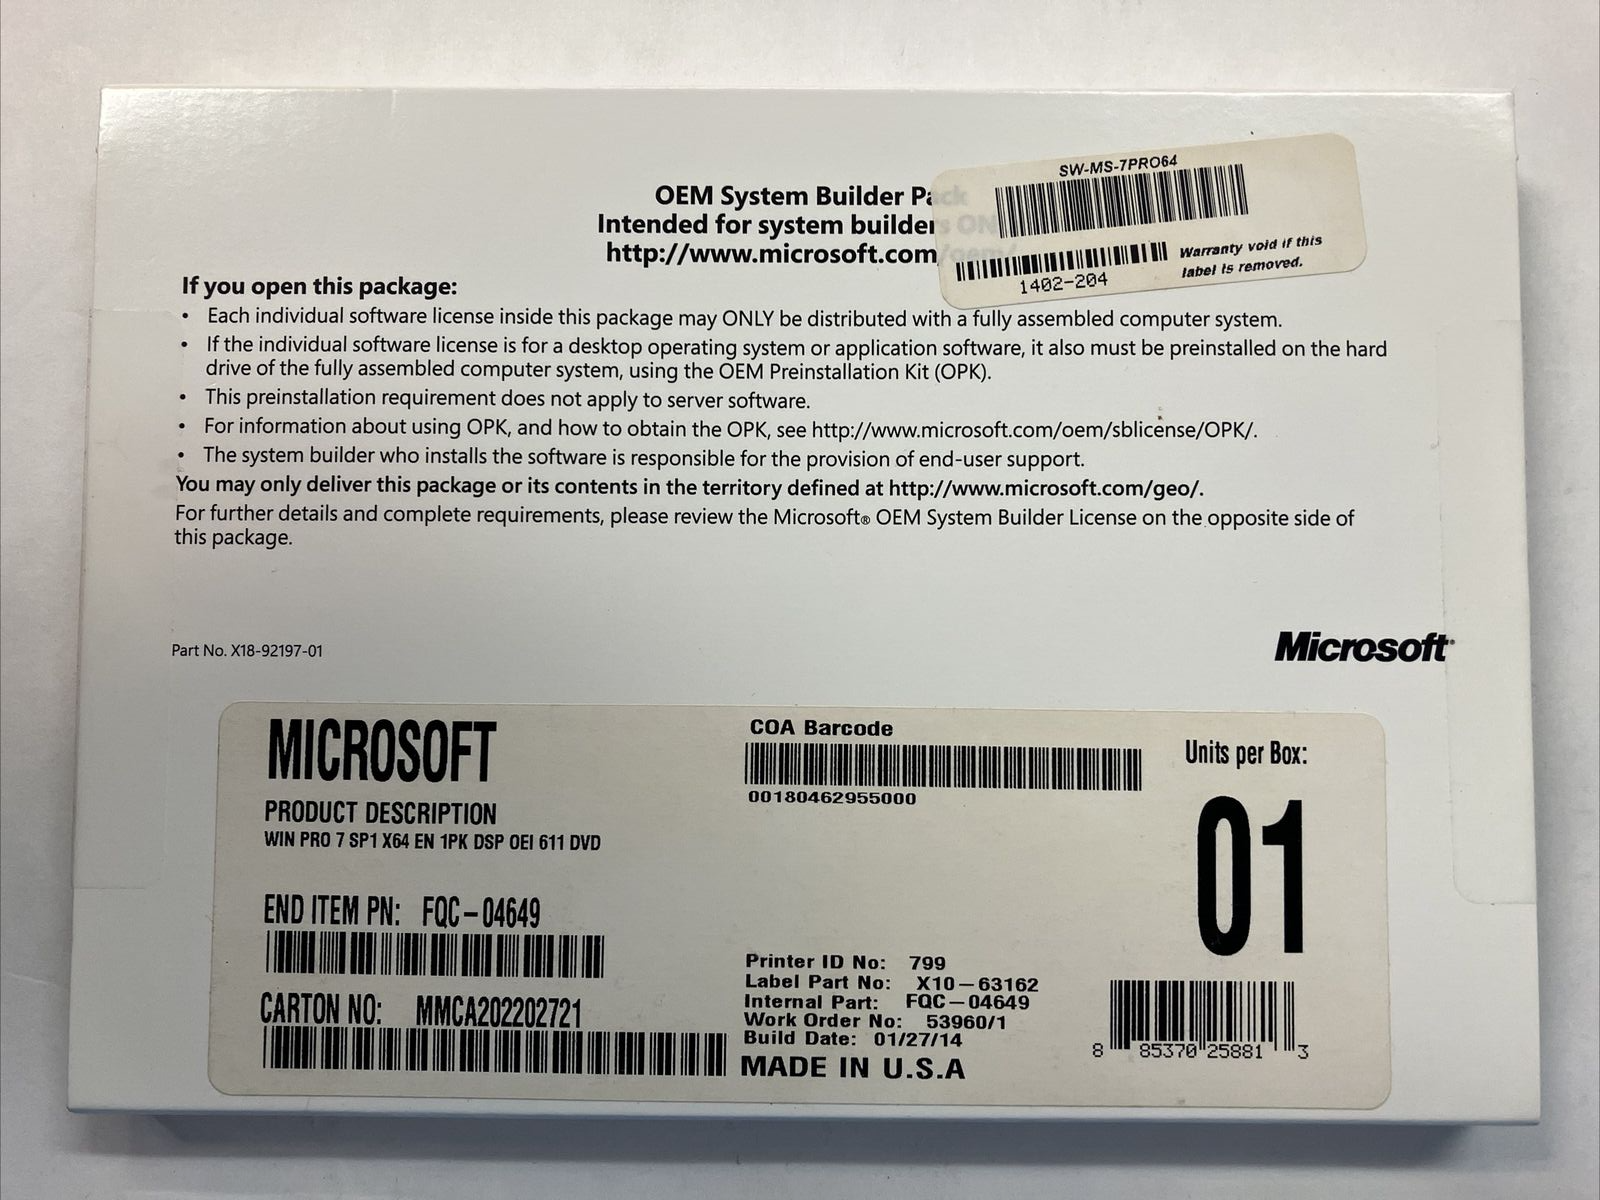 OEM System Builder Pack
Intended for system builders ON
http://www.microsoft.com/oem/
SW-MS-7PRO64
1402-204
Warranty void if this
label is removed.
If you open this package:
• Each individual software license inside this package may ONLY be distributed with a fully assembled computer system.
• If the individual software license is for a desktop operating system or application software, it also must be preinstalled on the hard
drive of the fully assembled computer system, using the OEM Preinstallation Kit (OPK).
• This preinstallation requirement does not apply to server software.
• For information about using OPK, and how to obtain the OPK, see http://www.microsoft.com/oem/sblicense/OPK/.
• The system builder who installs the software is responsible for the provision of end-user support.
You may only deliver this package or its contents in the territory defined at http://www.microsoft.com/geo/.
For further details and complete requirements, please review the Microsoft® OEM System Builder License on the opposite side of
this package.
Part No. X18-92197-01
Microsoft®
MICROSOFT
PRODUCT DESCRIPTION
WIN PRO 7 SP1 X64 EN 1PK DSP OEI 611 DVD
END ITEM PN: FQC-04649
CARTON NO: MMCA202202721
COA Barcode
00180462955000
Printer ID No: 799
Label Part No: X10-63162
Internal Part: FQC-04649
Work Order No: 53960/1
Build Date: 01/27/14
MADE IN U.S.A
Units per Box:
01
8 85370 25881 3